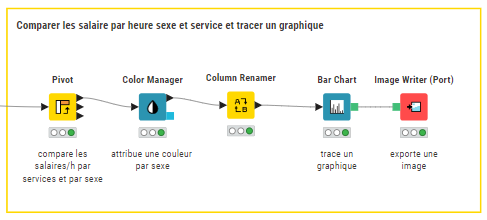 Comparer les salaire par heure sexe et service et tracer un graphique
Pivot
Color Manager
Column Renamer
Bar Chart
Image Writer (Port)
A
B
compare les
salaires/h par
services et par sexe
attribue une couleur
par sexe
trace un
graphique
exporte une
image